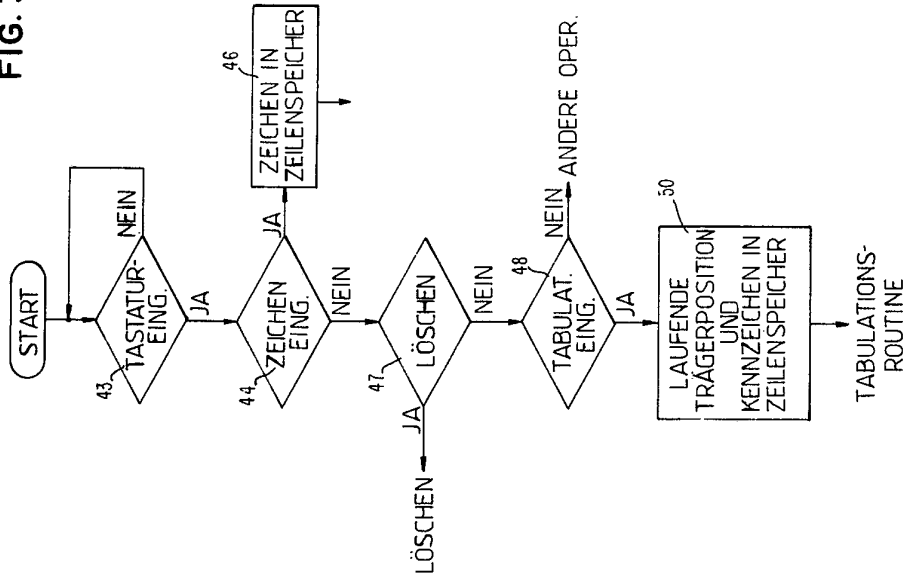 FIG.
START
43
TASTATUR-
EING.
NEIN
JA
44
ZEICHEN
EING.
JA
46
ZEICHEN IN
ZEILENSPEICHER
NEIN
47
LÖSCHEN
JA
LÖSCHEN
NEIN
48
TABULAT.
EING.
NEIN
ANDERE OPER.
JA
50
LAUFENDE
TRÄGERPOSITION
UND
KENNZEICHEN IN
ZEILENSPEICHER
TABULATIONS-
ROUTINE